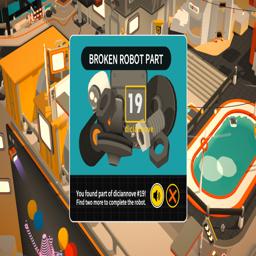 BROKEN ROBOT PART
19
diciannove
You found part of diciannove #19!
Find two more to complete the robot.